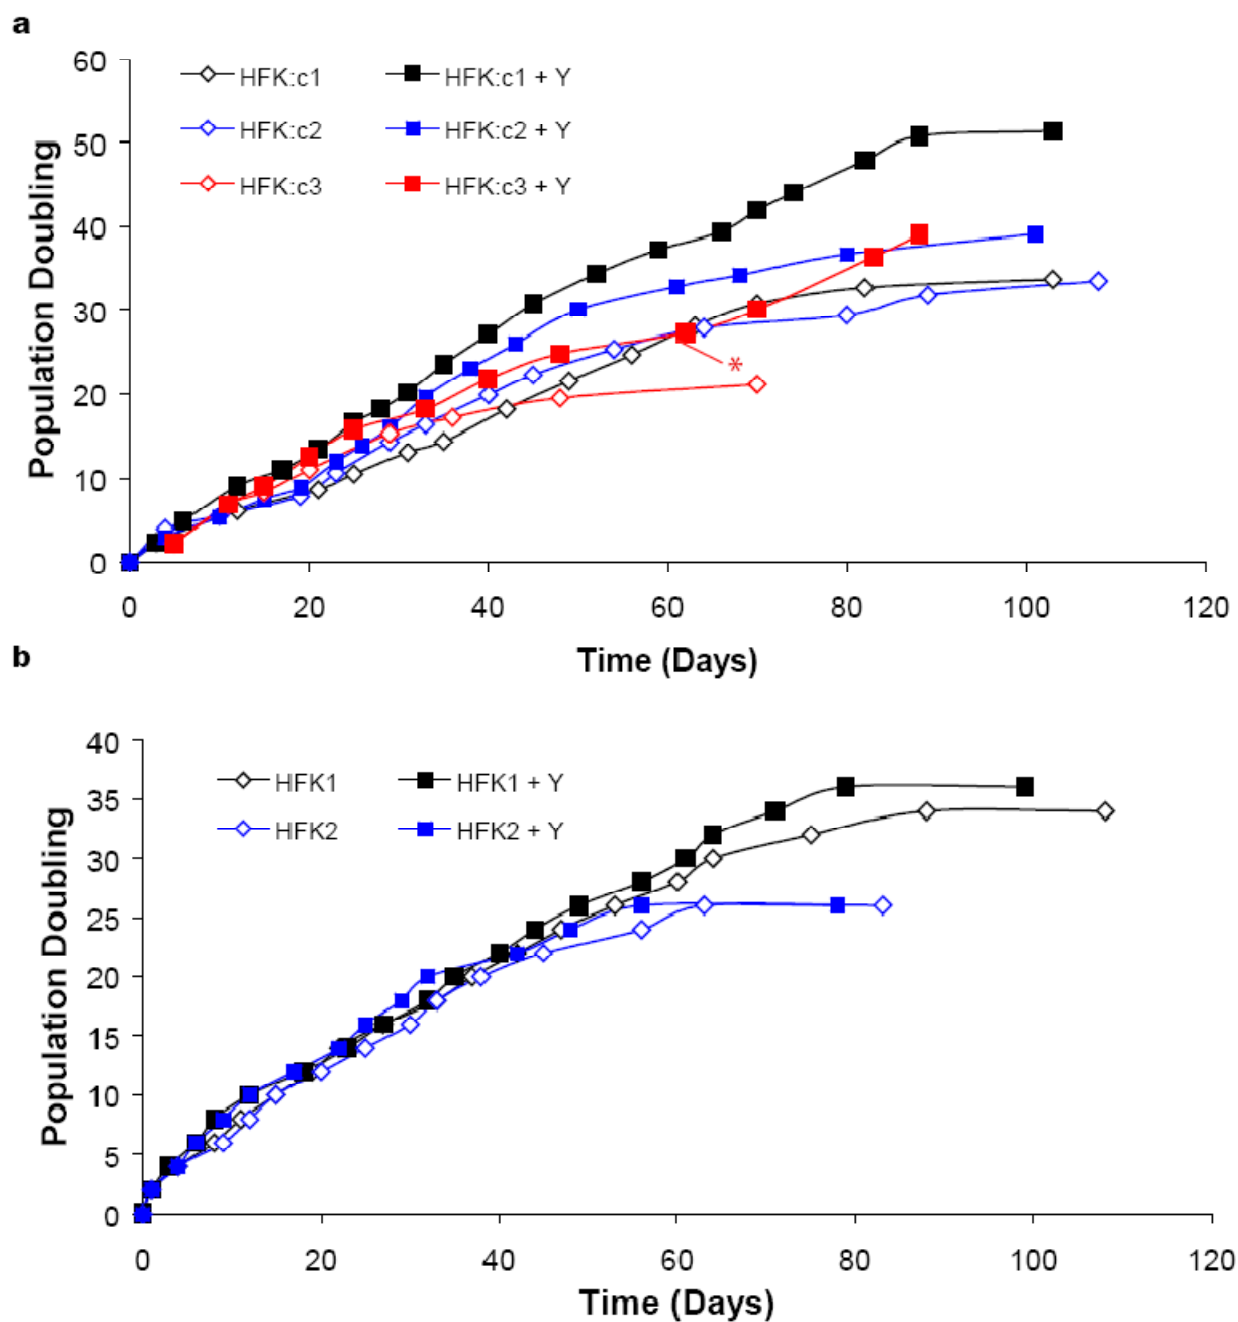 a
60
50
40
30
20
10
0
Population Doubling
HFK:c1
HFK:c1 + Y
HFK:c2
HFK:c2 + Y
HFK:c3
HFK:c3 + Y
*
0 20 40 60 80 100 120
Time (Days)
b
40
35
30
25
20
15
10
5
0
Population Doubling
HFK1
HFK1 + Y
HFK2
HFK2 + Y
0 20 40 60 80 100 120
Time (Days)